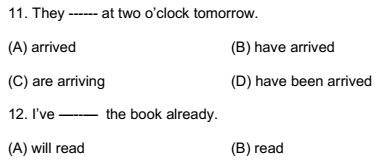 11. They ------ at two o'clock tomorrow.
(A) arrived (B) have arrived
(C) are arriving (D) have been arrived
12. I've ------- the book already.
(A) will read (B) read